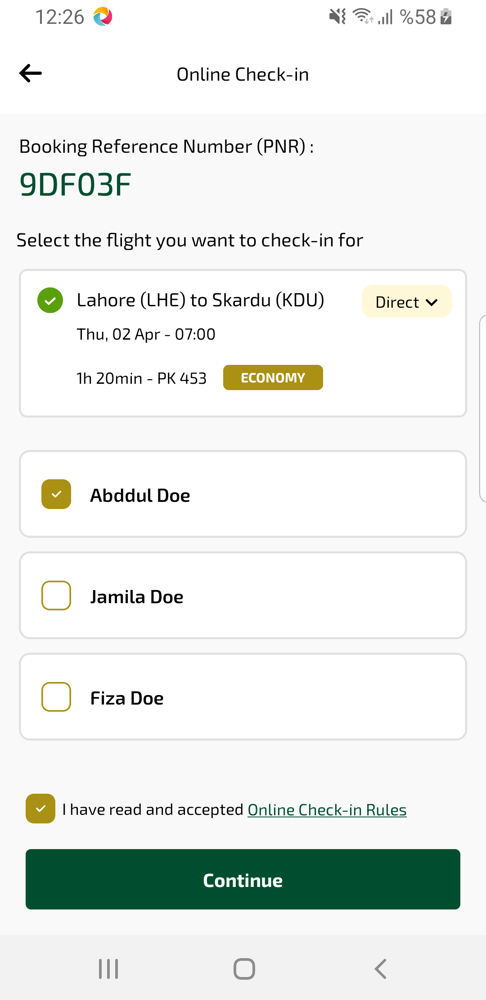 12:26 %58
Online Check-in
Booking Reference Number (PNR) :
9DF03F
Select the flight you want to check-in for
Lahore (LHE) to Skardu (KDU) Direct
Thu, 02 Apr - 07:00
1h 20min - PK 453 ECONOMY
Abddul Doe
Jamila Doe
Fiza Doe
I have read and accepted Online Check-in Rules
Continue